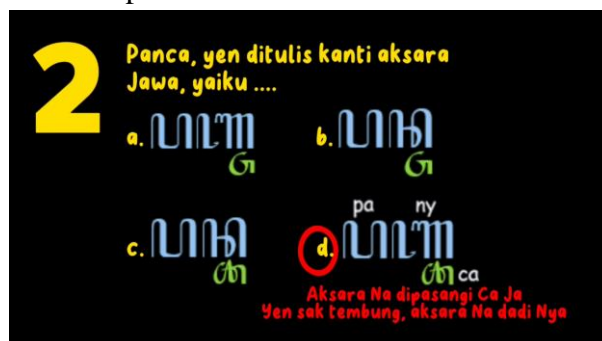 2
Panca, yen ditulis kanti aksara
Jawa, yaiku ....
a. ꦥꦚ꧀ꦗ
b. ꦥꦤ꧀ꦗ
c. ꦥꦤ꧀ꦕ
pa ny
d. ꦥꦚ꧀ꦕ
ca
Aksara Na dipasangi Ca Ja
Yen sak tembung, aksara Na dadi Nya